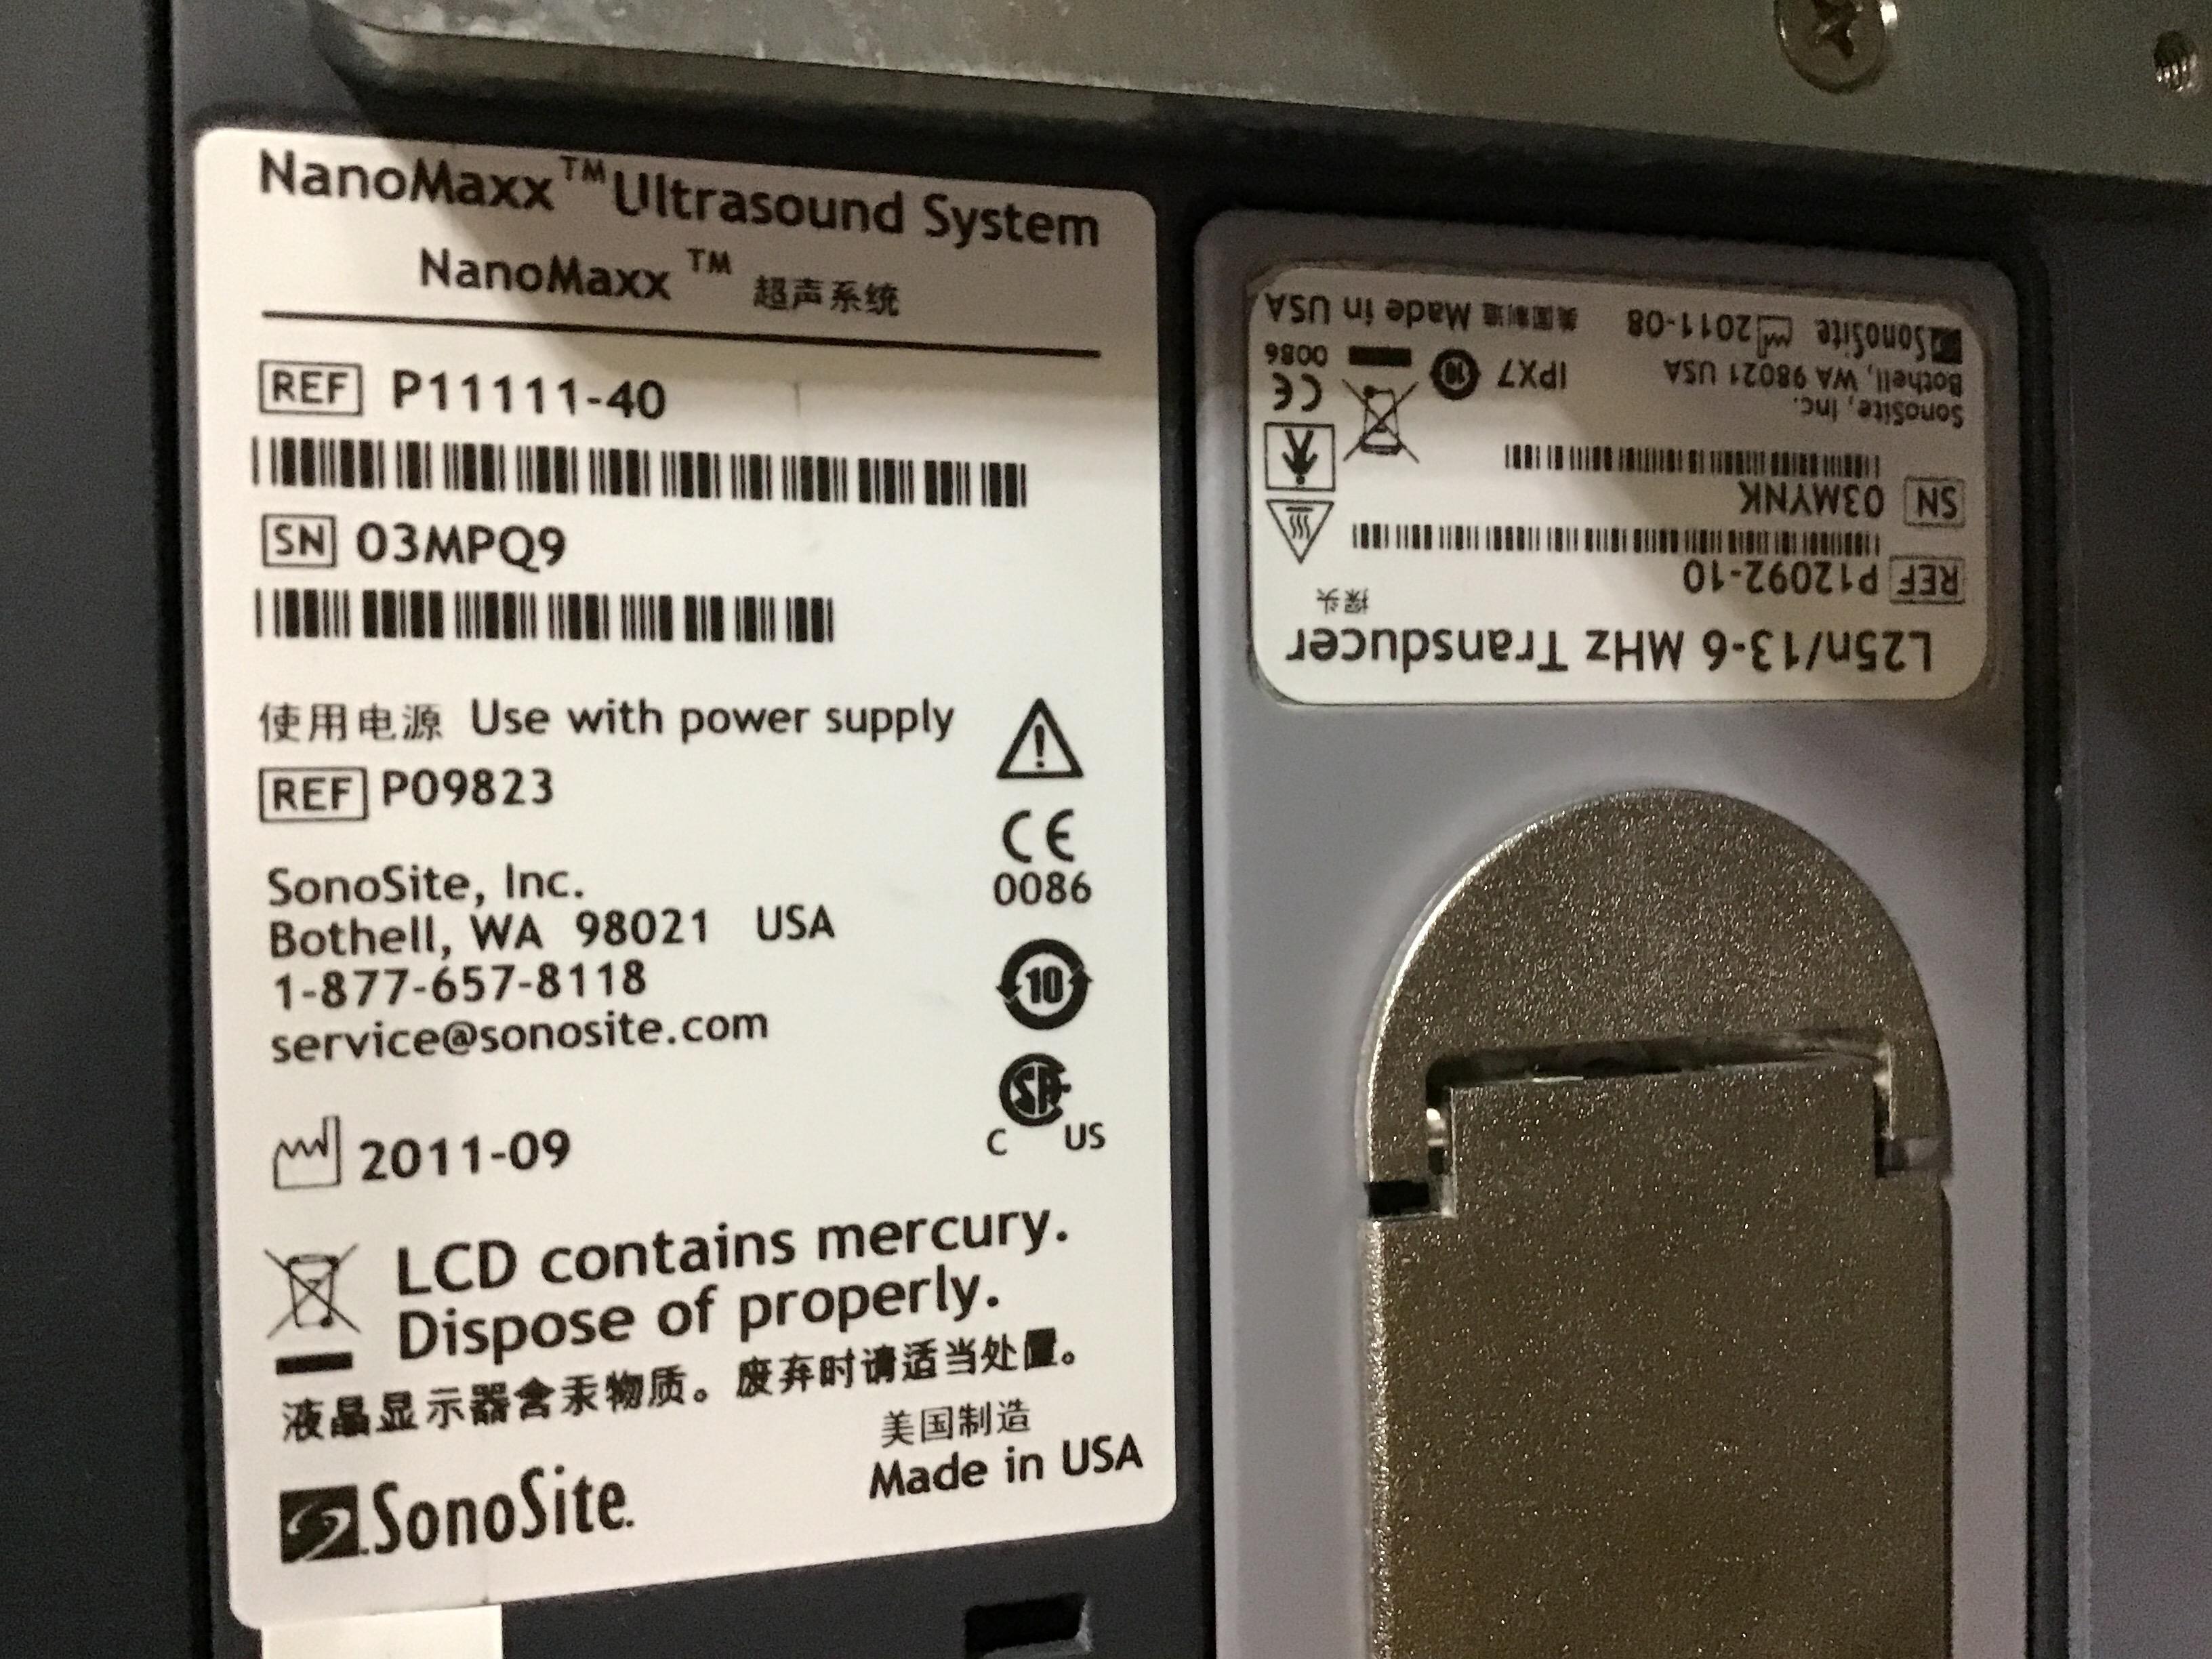 NanoMaxx™ Ultrasound System
NanoMaxx™ 超声系统
REF P11111-40
SN 03MPQ9
使用电源 Use with power supply
REF P09823
SonoSite, Inc.
Bothell, WA 98021 USA
1-877-657-8118
service@sonosite.com
CE
0086
10
C US
2011-09
LCD contains mercury.
Dispose of properly.
液晶显示器含汞物质。废弃时请适当处置。
美国制造
Made in USA
SonoSite.
L25n/13-6 MHz Transducer
探头
REF P12092-10
SN 03MYNK
SonoSite, Inc.
Bothell, WA 98021 USA
IPX7
10
CE
0086
SonoSite 2011-08 美国制造 Made in USA